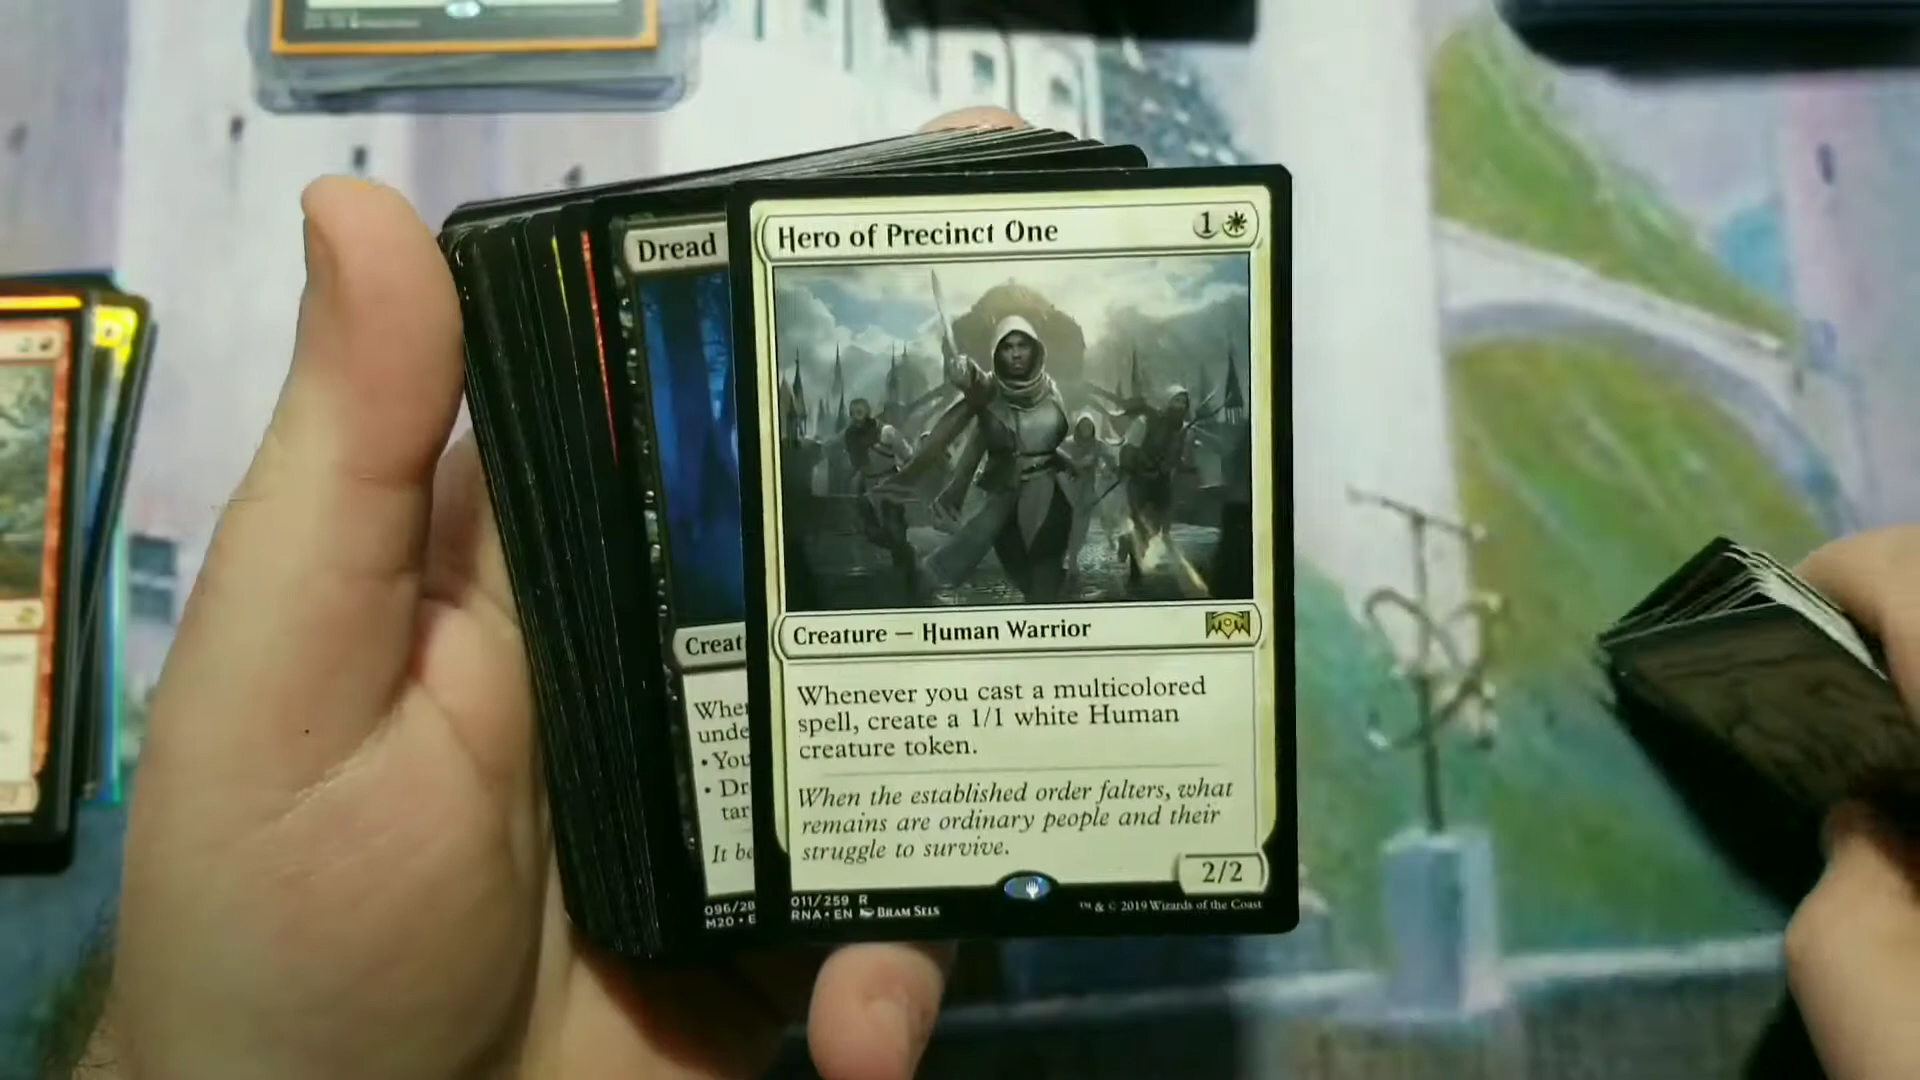 Hero of Precinct One 1
Creature — Human Warrior
Whenever you cast a multicolored
spell, create a 1/1 white Human
creature token.
When the established order falters, what
remains are ordinary people and their
struggle to survive.
2/2
011/259 R
RNA • EN Bram Sels
™ & © 2019 Wizards of the Coast
Dread
Creat
When
unde
• You
• Dr
tar
It be
096/28
M20 • E